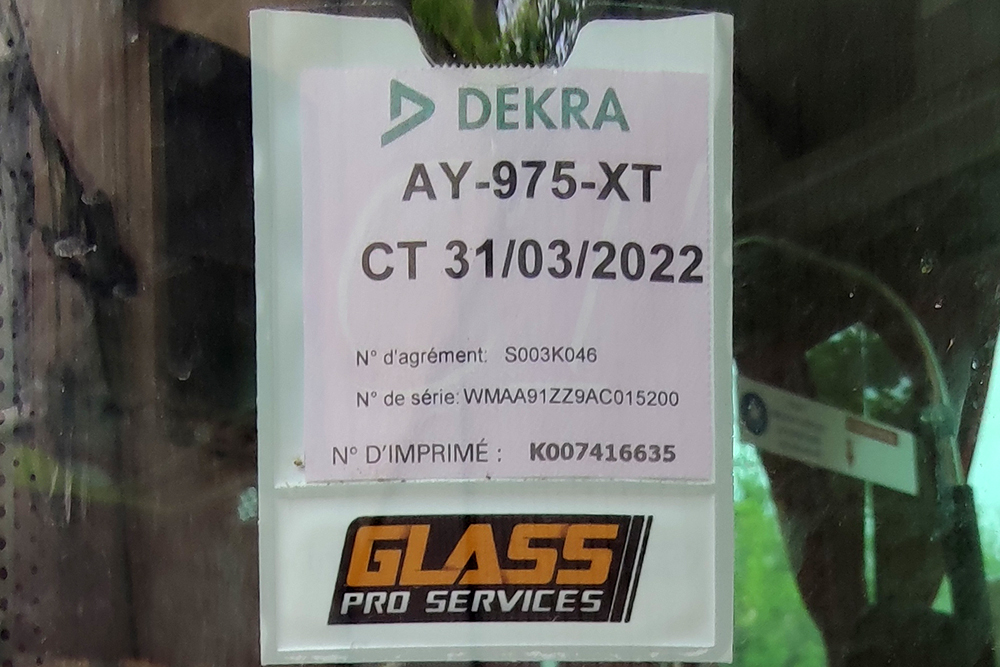 DEKRA
AY-975-XT
CT 31/03/2022
N° d'agrément: S003K046
N° de série: WMAA91ZZ9AC015200
N° D'IMPRIMÉ : K007416635
GLASS
PRO SERVICES